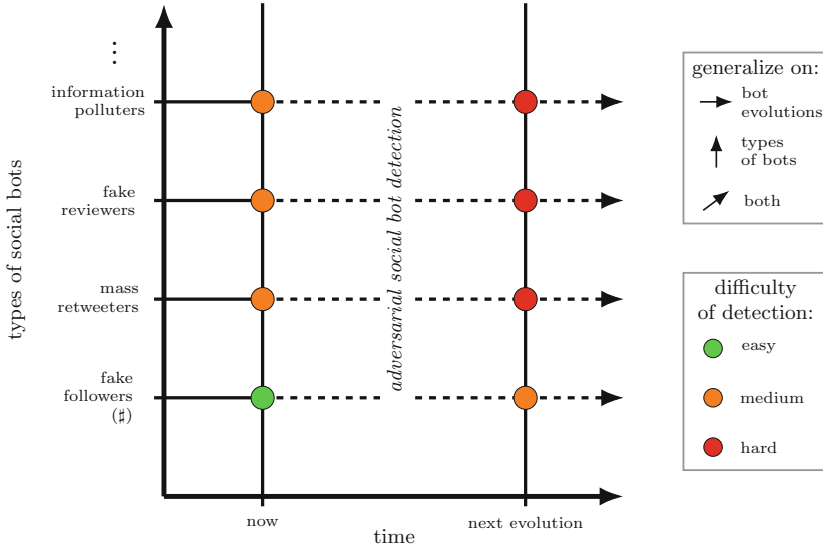 ⋮
information
polluters
fake
reviewers
mass
retweeters
fake
followers
(♯)
types of social bots
adversarial social bot detection
now
next evolution
time
generalize on:
bot
evolutions
types
of bots
both
difficulty
of detection:
easy
medium
hard